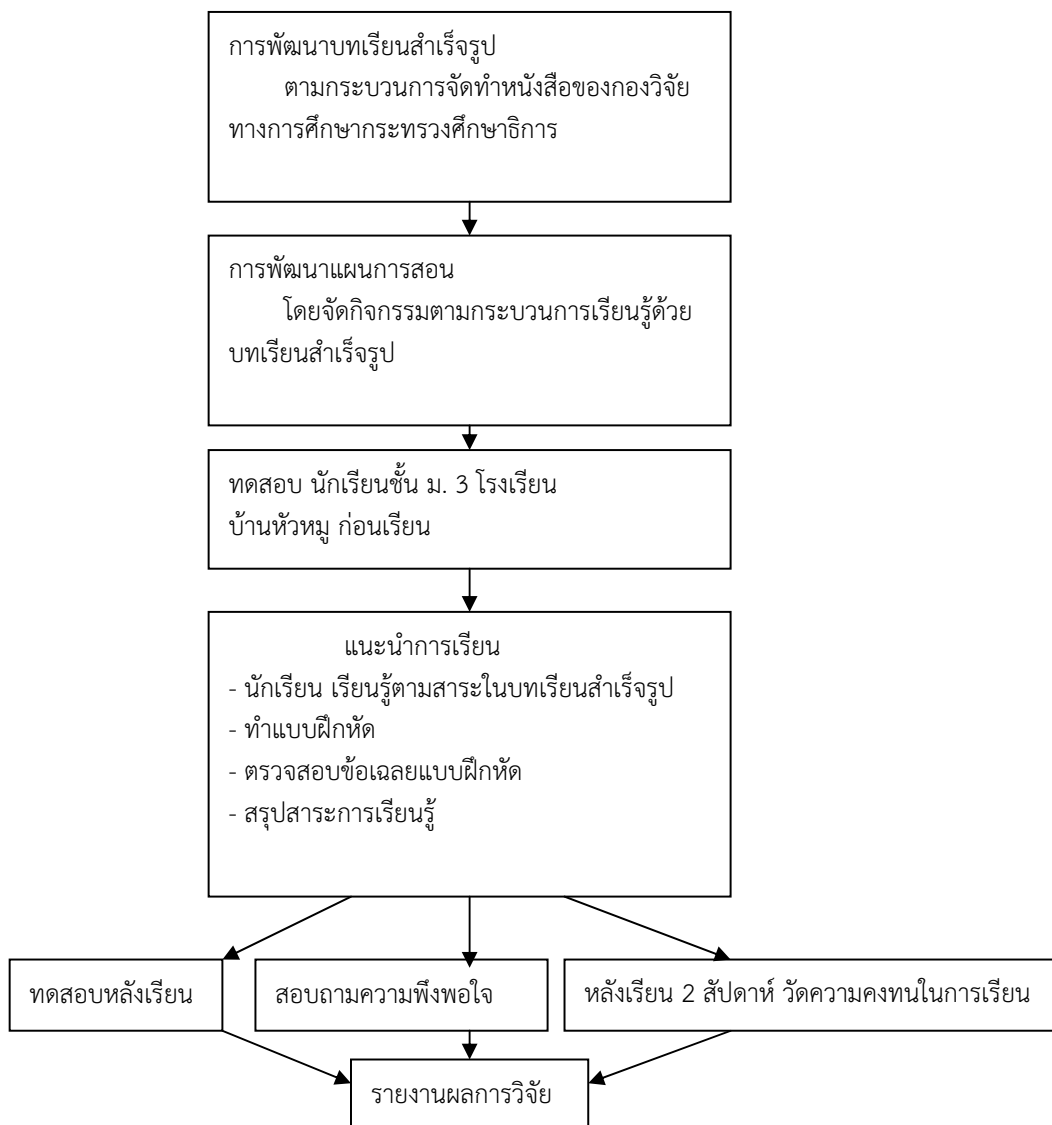 การพัฒนาบทเรียนสำเร็จรูป
ตามกระบวนการจัดทำหนังสือของกองวิจัย
ทางการศึกษากระทรวงศึกษาธิการ
การพัฒนาแผนการสอน
โดยจัดกิจกรรมตามกระบวนการเรียนรู้ด้วย
บทเรียนสำเร็จรูป
ทดสอบ นักเรียนชั้น ม. 3 โรงเรียน
บ้านหัวหมู ก่อนเรียน
แนะนำการเรียน
- นักเรียน เรียนรู้ตามสาระในบทเรียนสำเร็จรูป
- ทำแบบฝึกหัด
- ตรวจสอบข้อเฉลยแบบฝึกหัด
- สรุปสาระการเรียนรู้
ทดสอบหลังเรียน
สอบถามความพึงพอใจ
หลังเรียน 2 สัปดาห์ วัดความคงทนในการเรียน
รายงานผลการวิจัย